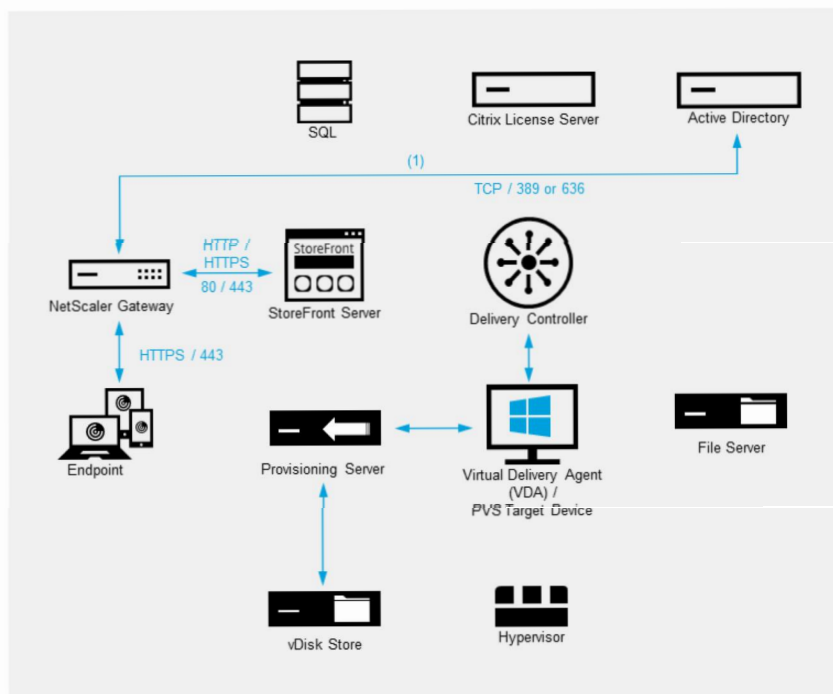 SQL
Citrix License Server
Active Directory
(1)
TCP / 389 or 636
HTTP /
HTTPS
80 / 443
StoreFront
NetScaler Gateway
StoreFront Server
Delivery Controller
HTTPS / 443
Endpoint
Provisioning Server
Virtual Delivery Agent
(VDA) /
PVS Target Device
File Server
vDisk Store
Hypervisor